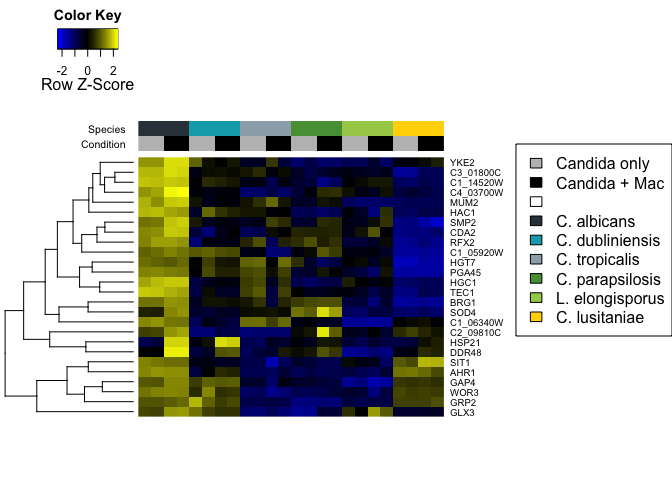 Color Key
-2 0 2
Row Z-Score
Species
Condition
YKE2
C3_01800C
C1_14520W
C4_03700W
MUM2
HAC1
SMP2
CDA2
RFX2
C1_05920W
HGT7
PGA45
HGC1
TEC1
BRG1
SOD4
C1_06340W
C2_09810C
HSP21
DDR48
SIT1
AHR1
GAP4
WOR3
GRP2
GLX3
Candida only
Candida + Mac
C. albicans
C. dubliniensis
C. tropicalis
C. parapsilosis
L. elongisporus
C. lusitaniae